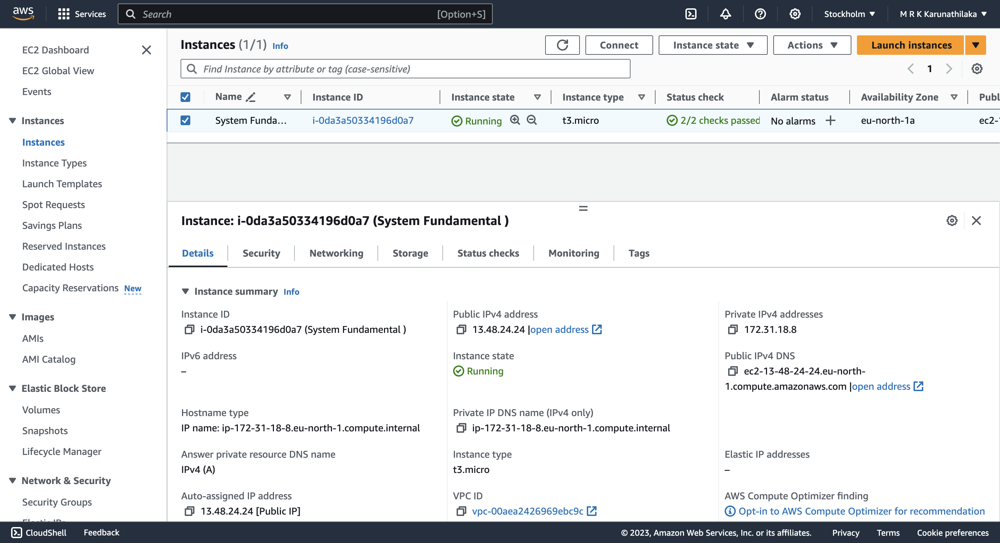 aws
Services
Search
[Option+S]
Stockholm
M R K Karunathilaka
EC2 Dashboard
EC2 Global View
Events
Instances
Instances
Instance Types
Launch Templates
Spot Requests
Savings Plans
Reserved Instances
Dedicated Hosts
Capacity Reservations New
Images
AMIs
AMI Catalog
Elastic Block Store
Volumes
Snapshots
Lifecycle Manager
Network & Security
Security Groups
Instances (1/1) Info
Connect
Instance state
Actions
Launch instances
Find Instance by attribute or tag (case-sensitive)
1
Name Instance ID Instance state Instance type Status check Alarm status Availability Zone Publ
System Funda... i-0da3a50334196d0a7 Running t3.micro 2/2 checks passed No alarms eu-north-1a ec2-
Instance: i-0da3a50334196d0a7 (System Fundamental )
Details Security Networking Storage Status checks Monitoring Tags
Instance summary Info
Instance ID
i-0da3a50334196d0a7 (System Fundamental )
Public IPv4 address
13.48.24.24 |open address
Private IPv4 addresses
172.31.18.8
IPv6 address
–
Instance state
Running
Public IPv4 DNS
ec2-13-48-24-24.eu-north-
1.compute.amazonaws.com |open address
Hostname type
IP name: ip-172-31-18-8.eu-north-1.compute.internal
Private IP DNS name (IPv4 only)
ip-172-31-18-8.eu-north-1.compute.internal
Answer private resource DNS name
IPv4 (A)
Instance type
t3.micro
Elastic IP addresses
–
Auto-assigned IP address
13.48.24.24 [Public IP]
VPC ID
vpc-00aea2426969ebc9c
AWS Compute Optimizer finding
Opt-in to AWS Compute Optimizer for recommendation
CloudShell
Feedback
© 2023, Amazon Web Services, Inc. or its affiliates.
Privacy
Terms
Cookie preferences